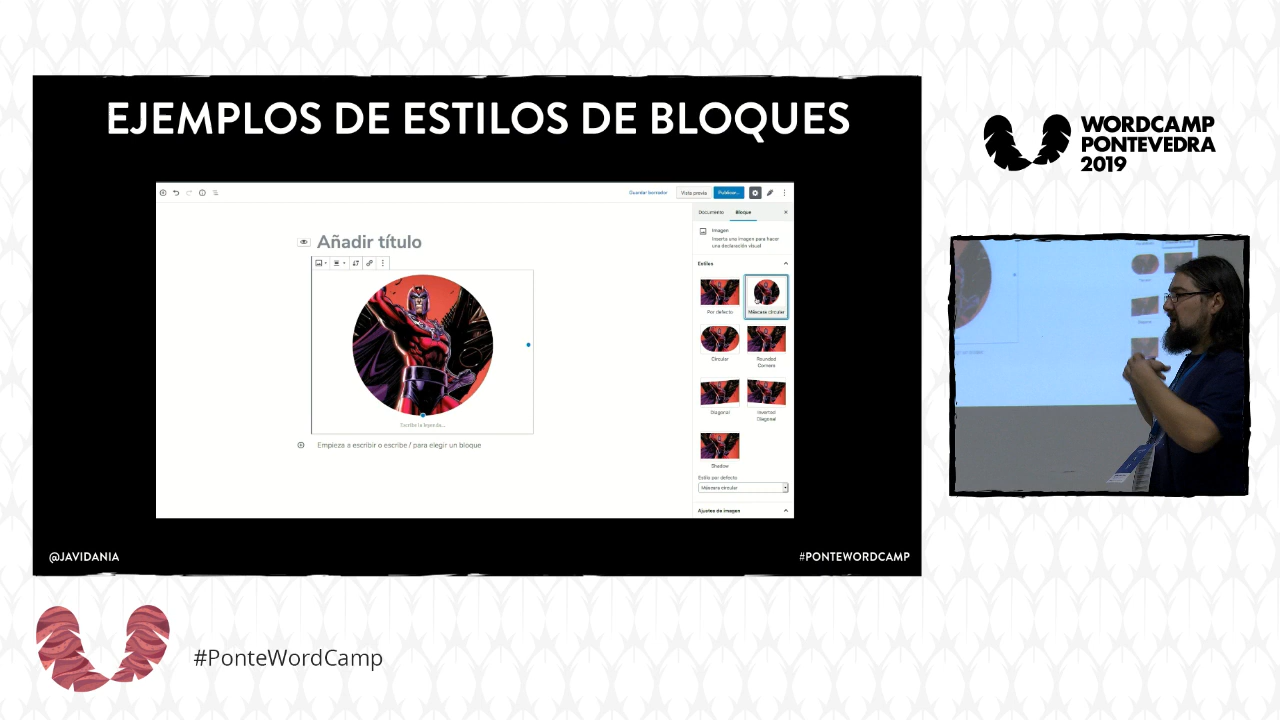 EJEMPLOS DE ESTILOS DE BLOQUES
Guardar borrador
Vista previa
Publicar...
Documento
Bloque
Imagen
Inserta una imagen para hacer
una declaración visual
Añadir título
Estilos
Por defecto
Máscara circular
Circular
Rounded
Corners
Diagonal
Inverted
Diagonal
Shadow
Escribe la leyenda...
Empieza a escribir o escribe / para elegir un bloque
Estilo por defecto
Máscara circular
Ajustes de imagen
@JAVIDANIA
#PONTEWORDCAMP
WORDCAMP
PONTEVEDRA
2019
#PonteWordCamp